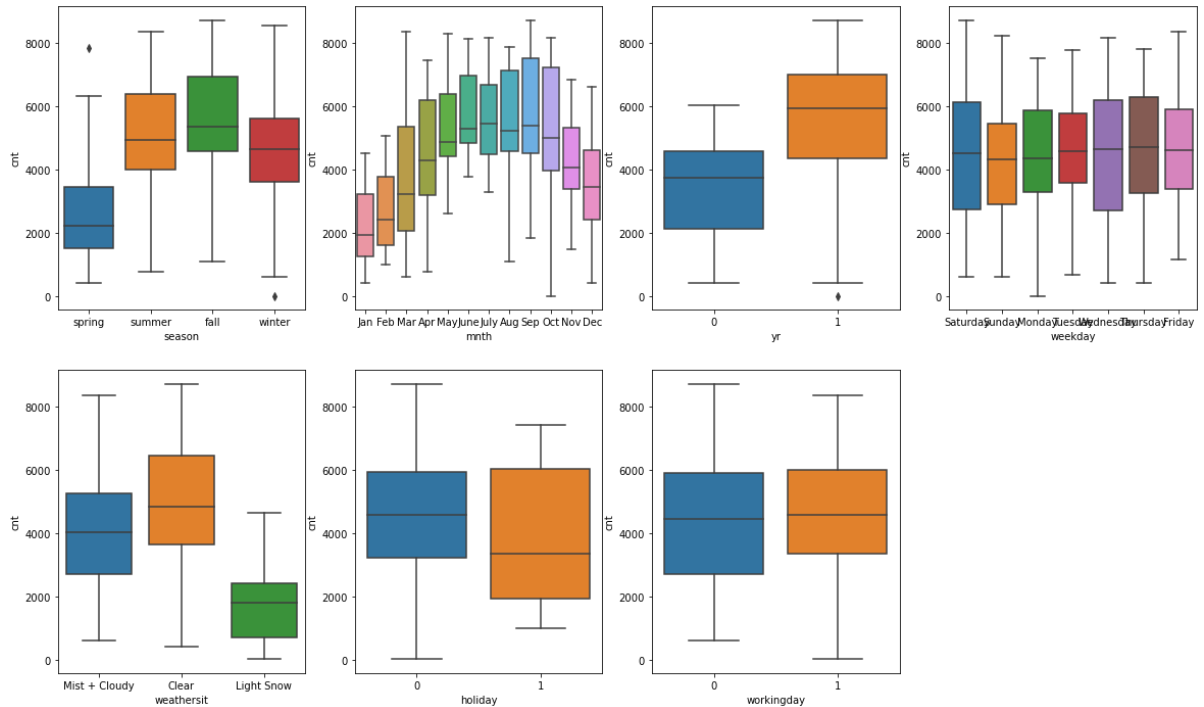 cnt
8000
6000
4000
2000
0
spring summer fall winter
season
cnt
8000
6000
4000
2000
0
Jan Feb Mar Apr May June July Aug Sep Oct Nov Dec
mnth
cnt
8000
6000
4000
2000
0
0 1
yr
cnt
8000
6000
4000
2000
0
Saturday Sunday Monday Tuesday Wednesday Thursday Friday
weekday
cnt
8000
6000
4000
2000
0
Mist + Cloudy Clear Light Snow
weathersit
cnt
8000
6000
4000
2000
0
0 1
holiday
cnt
8000
6000
4000
2000
0
0 1
workingday